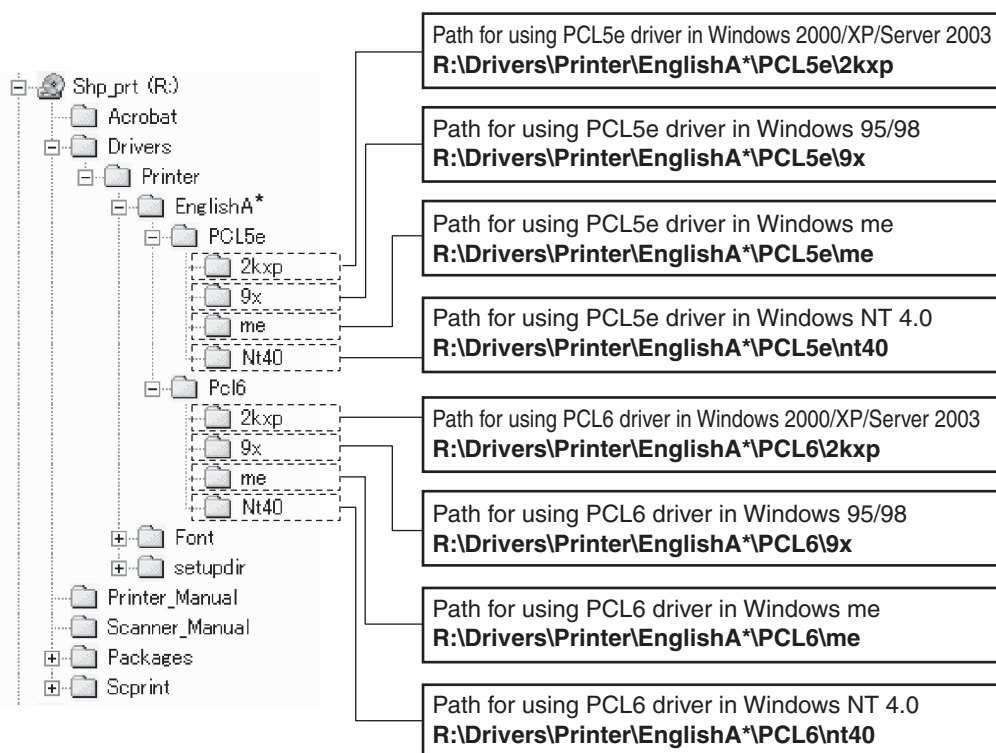 Shp_prt (R:)
Acrobat
Drivers
Printer
EnglishA*
PCL5e
2kxp
9x
me
Nt40
Pcl6
2kxp
9x
me
Nt40
Font
setupdir
Printer_Manual
Scanner_Manual
Packages
Scprint
Path for using PCL5e driver in Windows 2000/XP/Server 2003
R:\Drivers\Printer\EnglishA*\PCL5e\2kxp
Path for using PCL5e driver in Windows 95/98
R:\Drivers\Printer\EnglishA*\PCL5e\9x
Path for using PCL5e driver in Windows me
R:\Drivers\Printer\EnglishA*\PCL5e\me
Path for using PCL5e driver in Windows NT 4.0
R:\Drivers\Printer\EnglishA*\PCL5e\nt40
Path for using PCL6 driver in Windows 2000/XP/Server 2003
R:\Drivers\Printer\EnglishA*\PCL6\2kxp
Path for using PCL6 driver in Windows 95/98
R:\Drivers\Printer\EnglishA*\PCL6\9x
Path for using PCL6 driver in Windows me
R:\Drivers\Printer\EnglishA*\PCL6\me
Path for using PCL6 driver in Windows NT 4.0
R:\Drivers\Printer\EnglishA*\PCL6\nt40